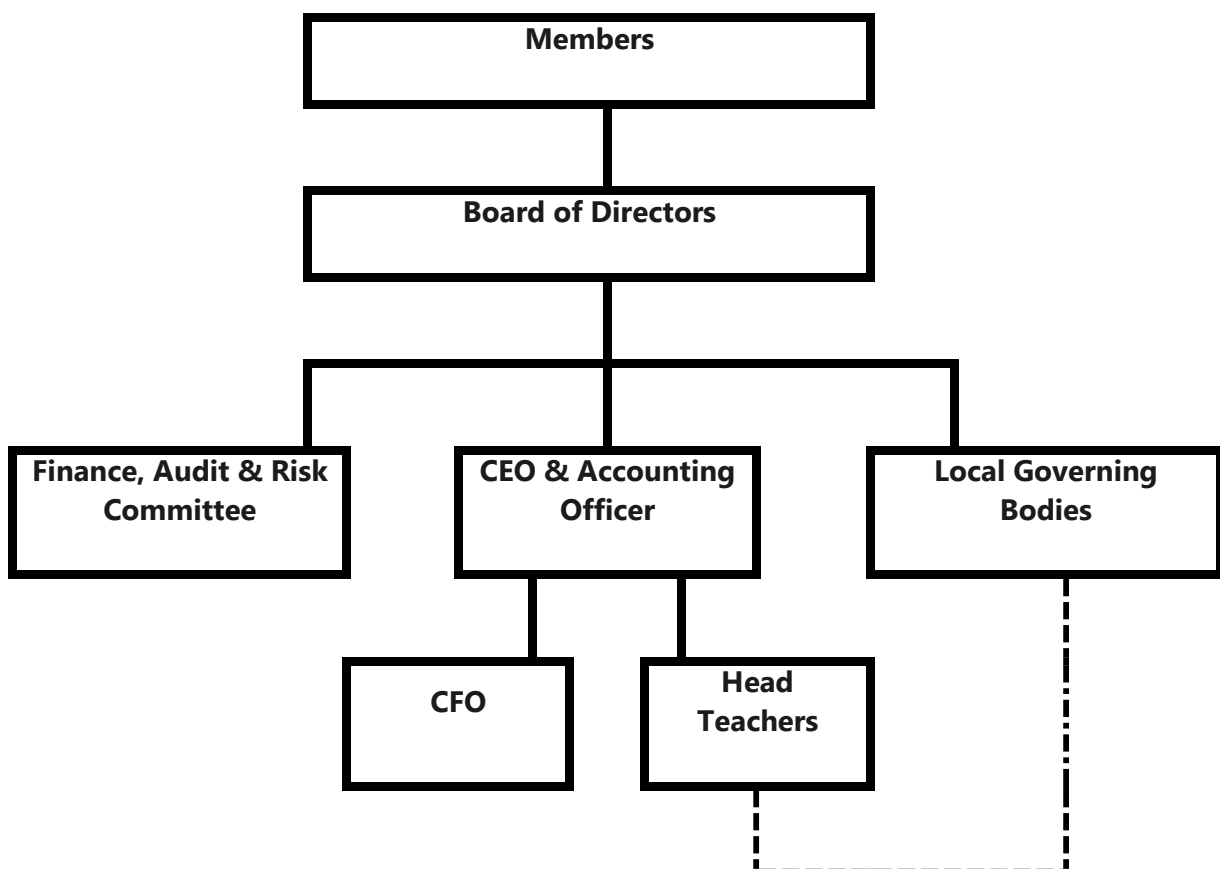 Members
Board of Directors
Finance, Audit & Risk
Committee
CEO & Accounting
Officer
Local Governing
Bodies
CFO
Head
Teachers